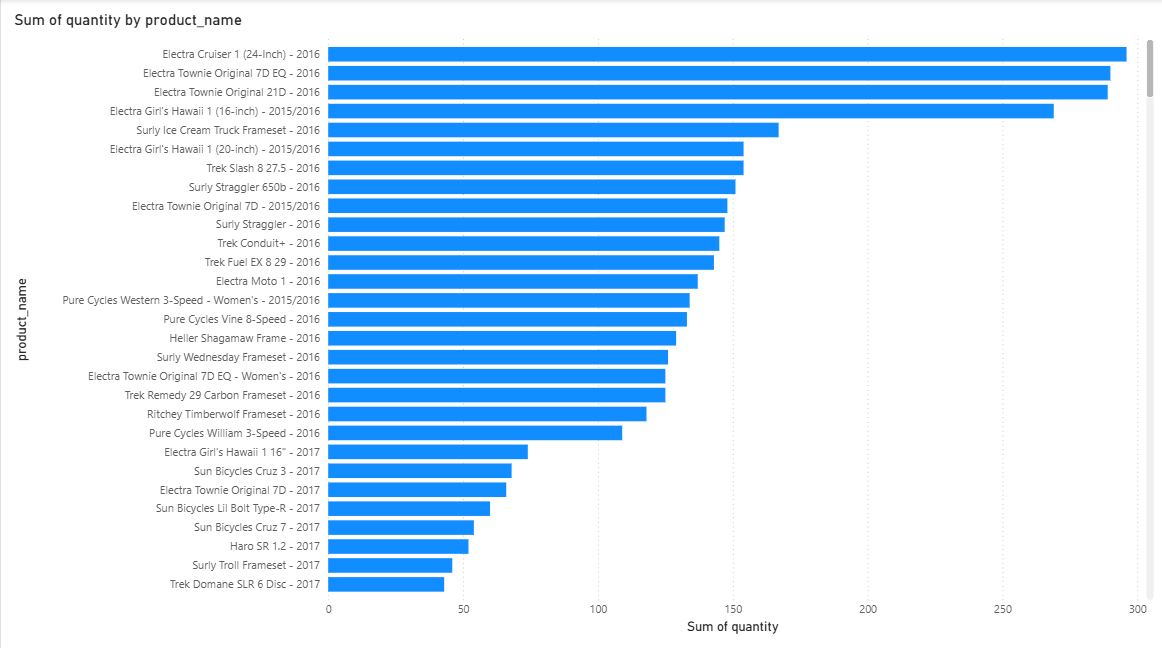 Sum of quantity by product_name
product_name
Electra Cruiser 1 (24-Inch) - 2016
Electra Townie Original 7D EQ - 2016
Electra Townie Original 21D - 2016
Electra Girl's Hawaii 1 (16-inch) - 2015/2016
Surly Ice Cream Truck Frameset - 2016
Electra Girl's Hawaii 1 (20-inch) - 2015/2016
Trek Slash 8 27.5 - 2016
Surly Straggler 650b - 2016
Electra Townie Original 7D - 2015/2016
Surly Straggler - 2016
Trek Conduit+ - 2016
Trek Fuel EX 8 29 - 2016
Electra Moto 1 - 2016
Pure Cycles Western 3-Speed - Women's - 2015/2016
Pure Cycles Vine 8-Speed - 2016
Heller Shagamaw Frame - 2016
Surly Wednesday Frameset - 2016
Electra Townie Original 7D EQ - Women's - 2016
Trek Remedy 29 Carbon Frameset - 2016
Ritchey Timberwolf Frameset - 2016
Pure Cycles William 3-Speed - 2016
Electra Girl's Hawaii 1 16" - 2017
Sun Bicycles Cruz 3 - 2017
Electra Townie Original 7D - 2017
Sun Bicycles Lil Bolt Type-R - 2017
Sun Bicycles Cruz 7 - 2017
Haro SR 1.2 - 2017
Surly Troll Frameset - 2017
Trek Domane SLR 6 Disc - 2017
0 50 100 150 200 250 300
Sum of quantity